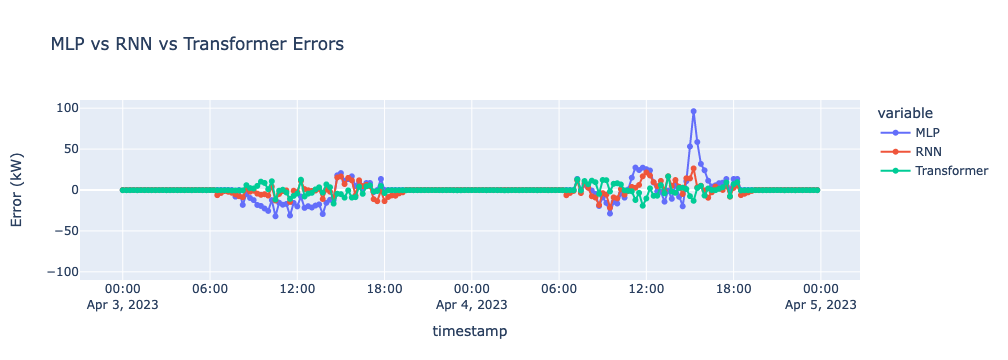 MLP vs RNN vs Transformer Errors
variable
MLP
RNN
Transformer
Error (kW)
100
50
0
−50
−100
00:00 06:00 12:00 18:00 00:00 06:00 12:00 18:00 00:00
Apr 3, 2023 Apr 4, 2023 Apr 5, 2023
timestamp